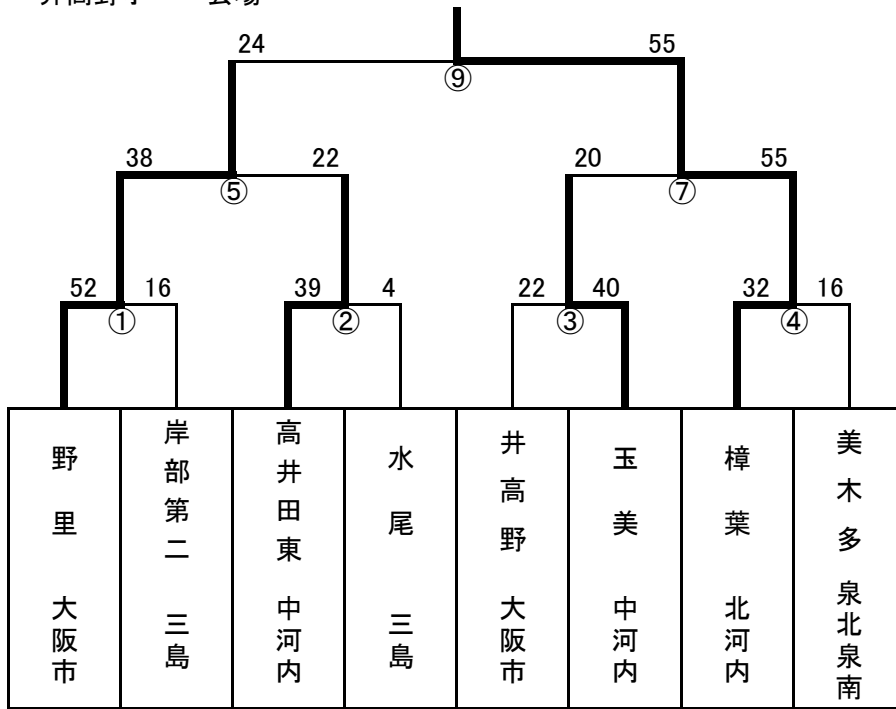 24 55
⑨
38 22 20 55
⑤ ⑦
52 16 39 4 22 40 32 16
① ② ③ ④
野里 大阪市
岸部第二 三島
高井田東 中河内
水尾 三島
井高野 大阪市
玉美 中河内
樟葉 北河内
美木多 泉北泉南